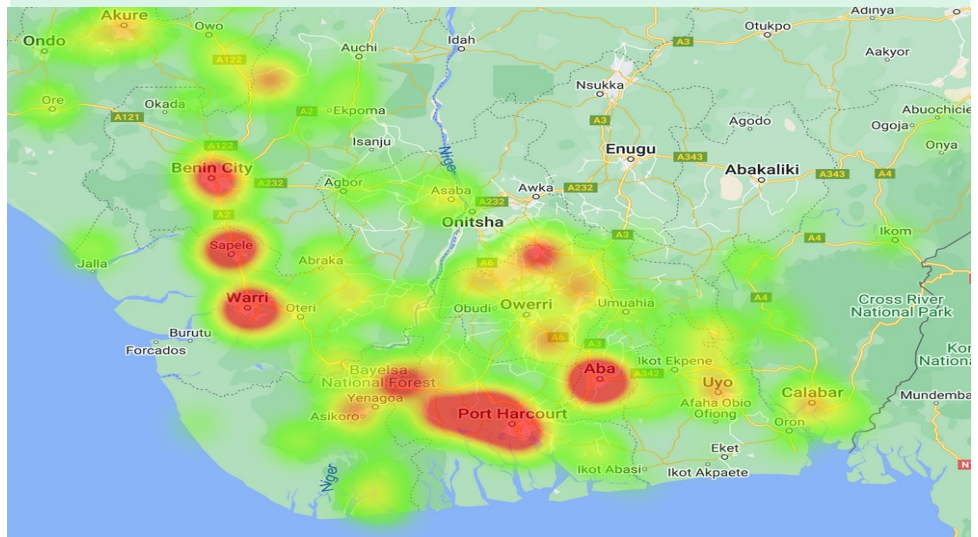 Akure
Owo
Ondo
Auchi
Idah
A3
Otukpo
Adinya
Aakyor
A122
Nsukka
Ore
Okada
A2
Ekpoma
A121
A3
Agodo
Abuochicie
Ogoja
Isanju
A122
Niger
Enugu
Onya
Benin City
A343
Abakaliki
A343
A4
A232
Agbor
Asaba
Awka
A232
A232
A2
Onitsha
A3
Ikom
Sapele
A4
Jalla
Abraka
A6
Warri
Oteri
Obudi
Owerri
Umuahia
A4
Cross River
National Park
Burutu
Forcados
A6
A3
Ikot Ekpene
Kor
Nationa
Bayelsa
National Forest
Aba
A342
Uyo
Yenagoa
Asikoro
Port Harcourt
Afaha Obio
Ofiong
Calabar
Mundemba
Oron
Eket
Niger
Ikot Abasi
Ikot Akpaete
N